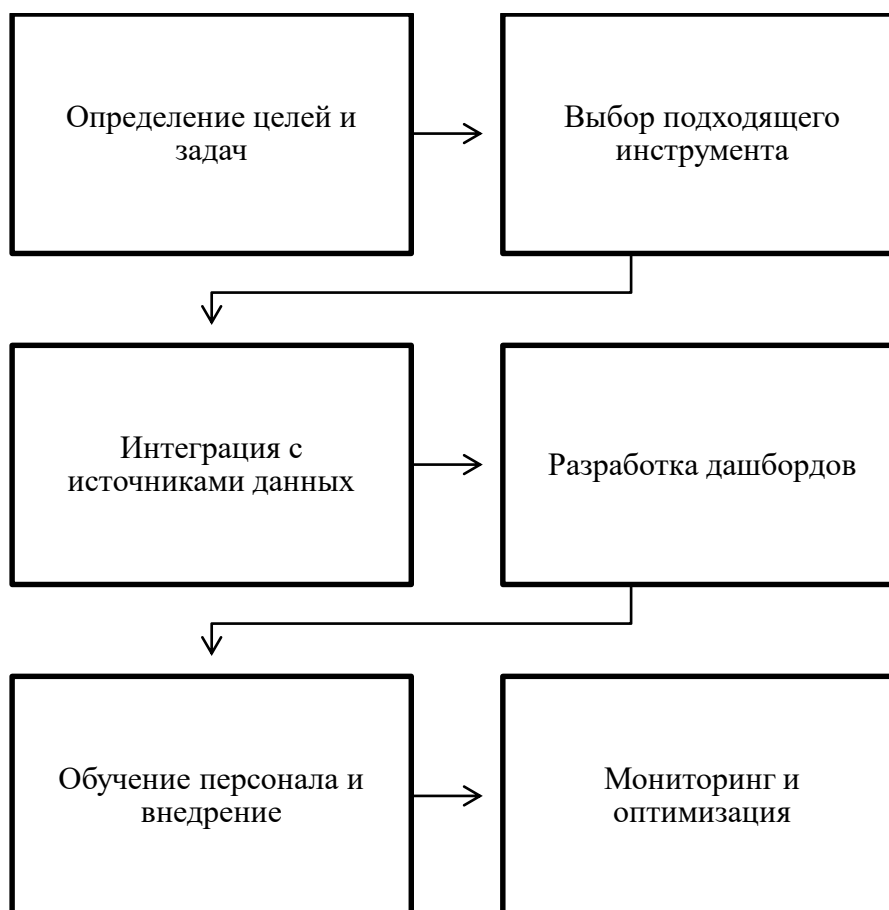 Определение целей и
задач
Выбор подходящего
инструмента
Интеграция с
источниками данных
Разработка дашбордов
Обучение персонала и
внедрение
Мониторинг и
оптимизация